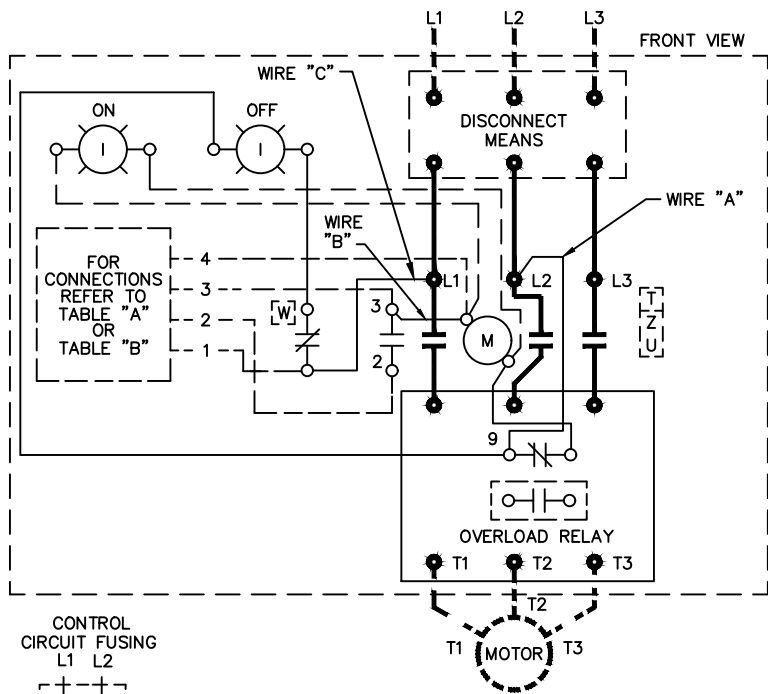 L1 L2 L3
FRONT VIEW
WIRE "C"
ON
OFF
DISCONNECT
MEANS
WIRE "A"
WIRE
"B"
FOR
CONNECTIONS
REFER TO
TABLE "A"
OR
TABLE "B"
4
3
2
1
W
3
2
L1
L2
L3
M
T
Z
U
9
OVERLOAD RELAY
T1 T2 T3
T2
T1
MOTOR
T3
CONTROL
CIRCUIT FUSING
L1 L2